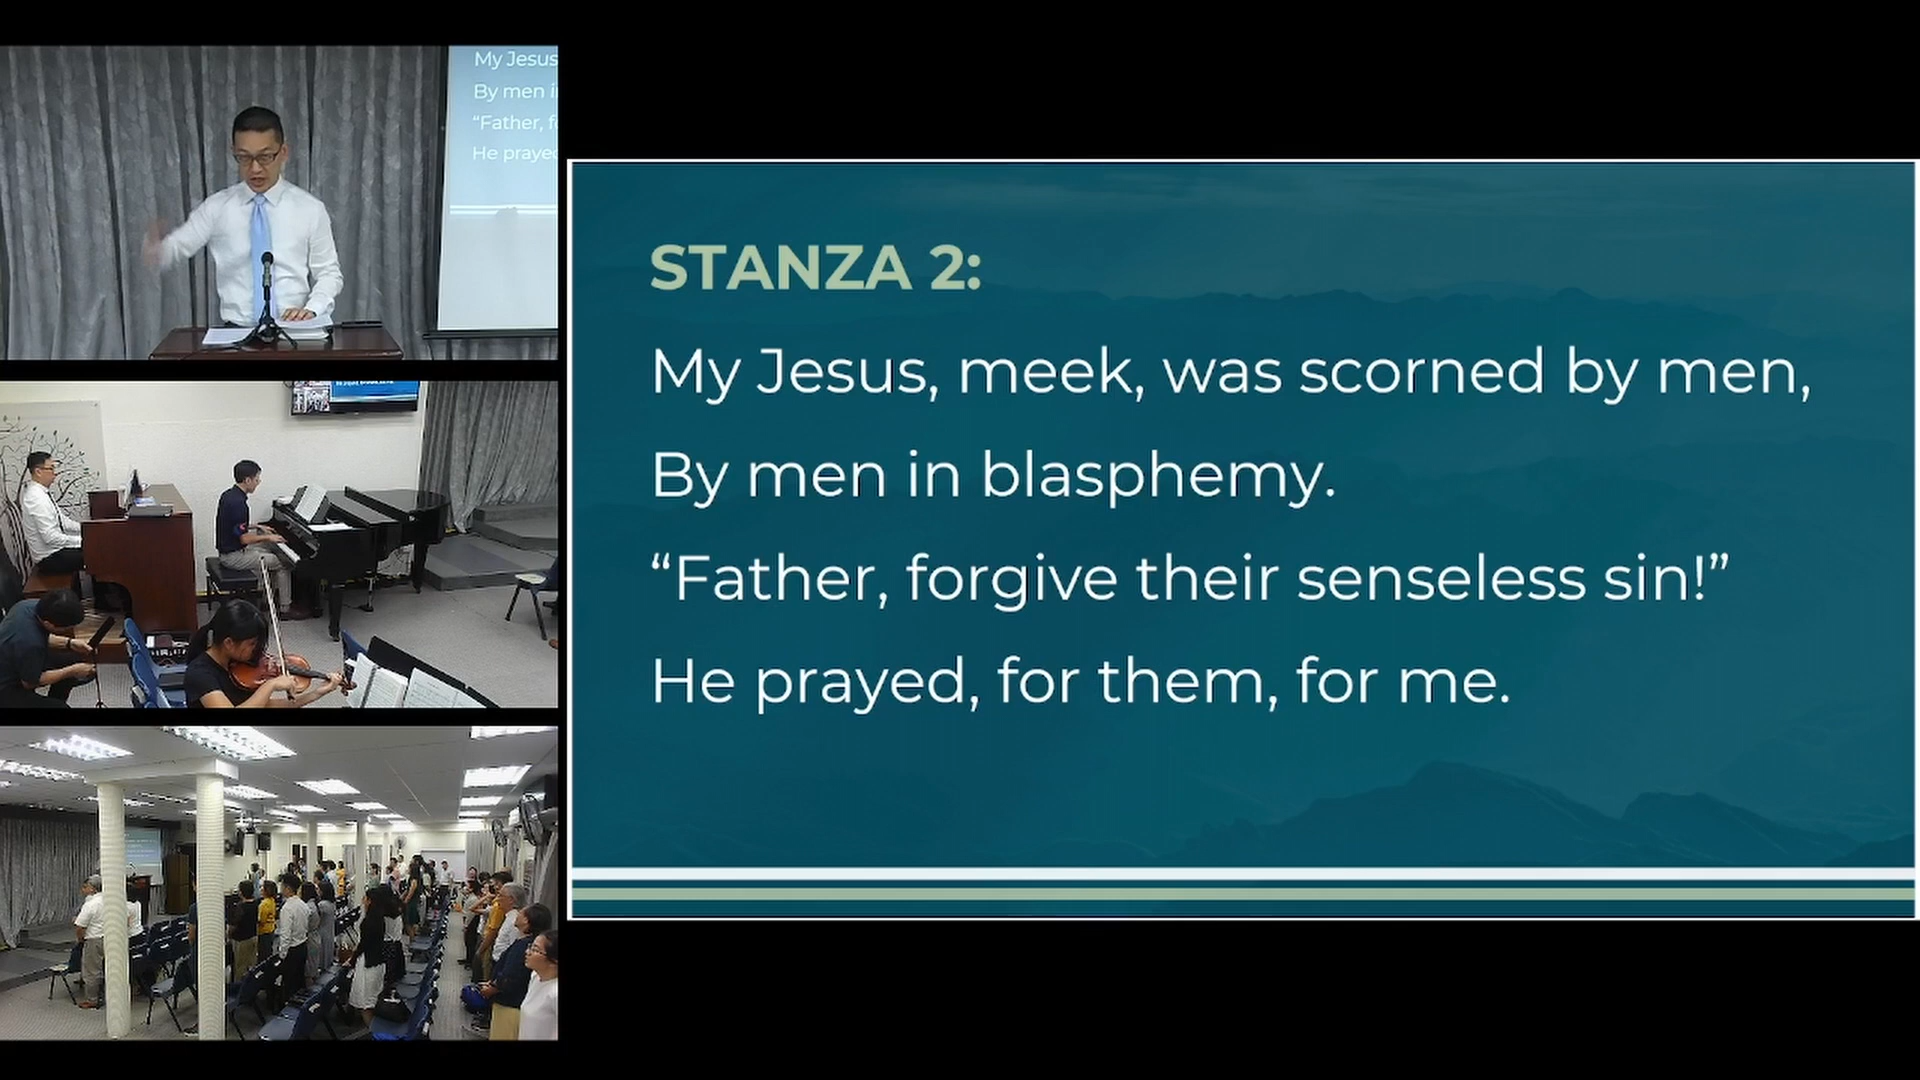 My Jesus
By men i
“Father, f
He prayed
STANZA 2:
My Jesus, meek, was scorned by men,
By men in blasphemy.
“Father, forgive their senseless sin!”
He prayed, for them, for me.